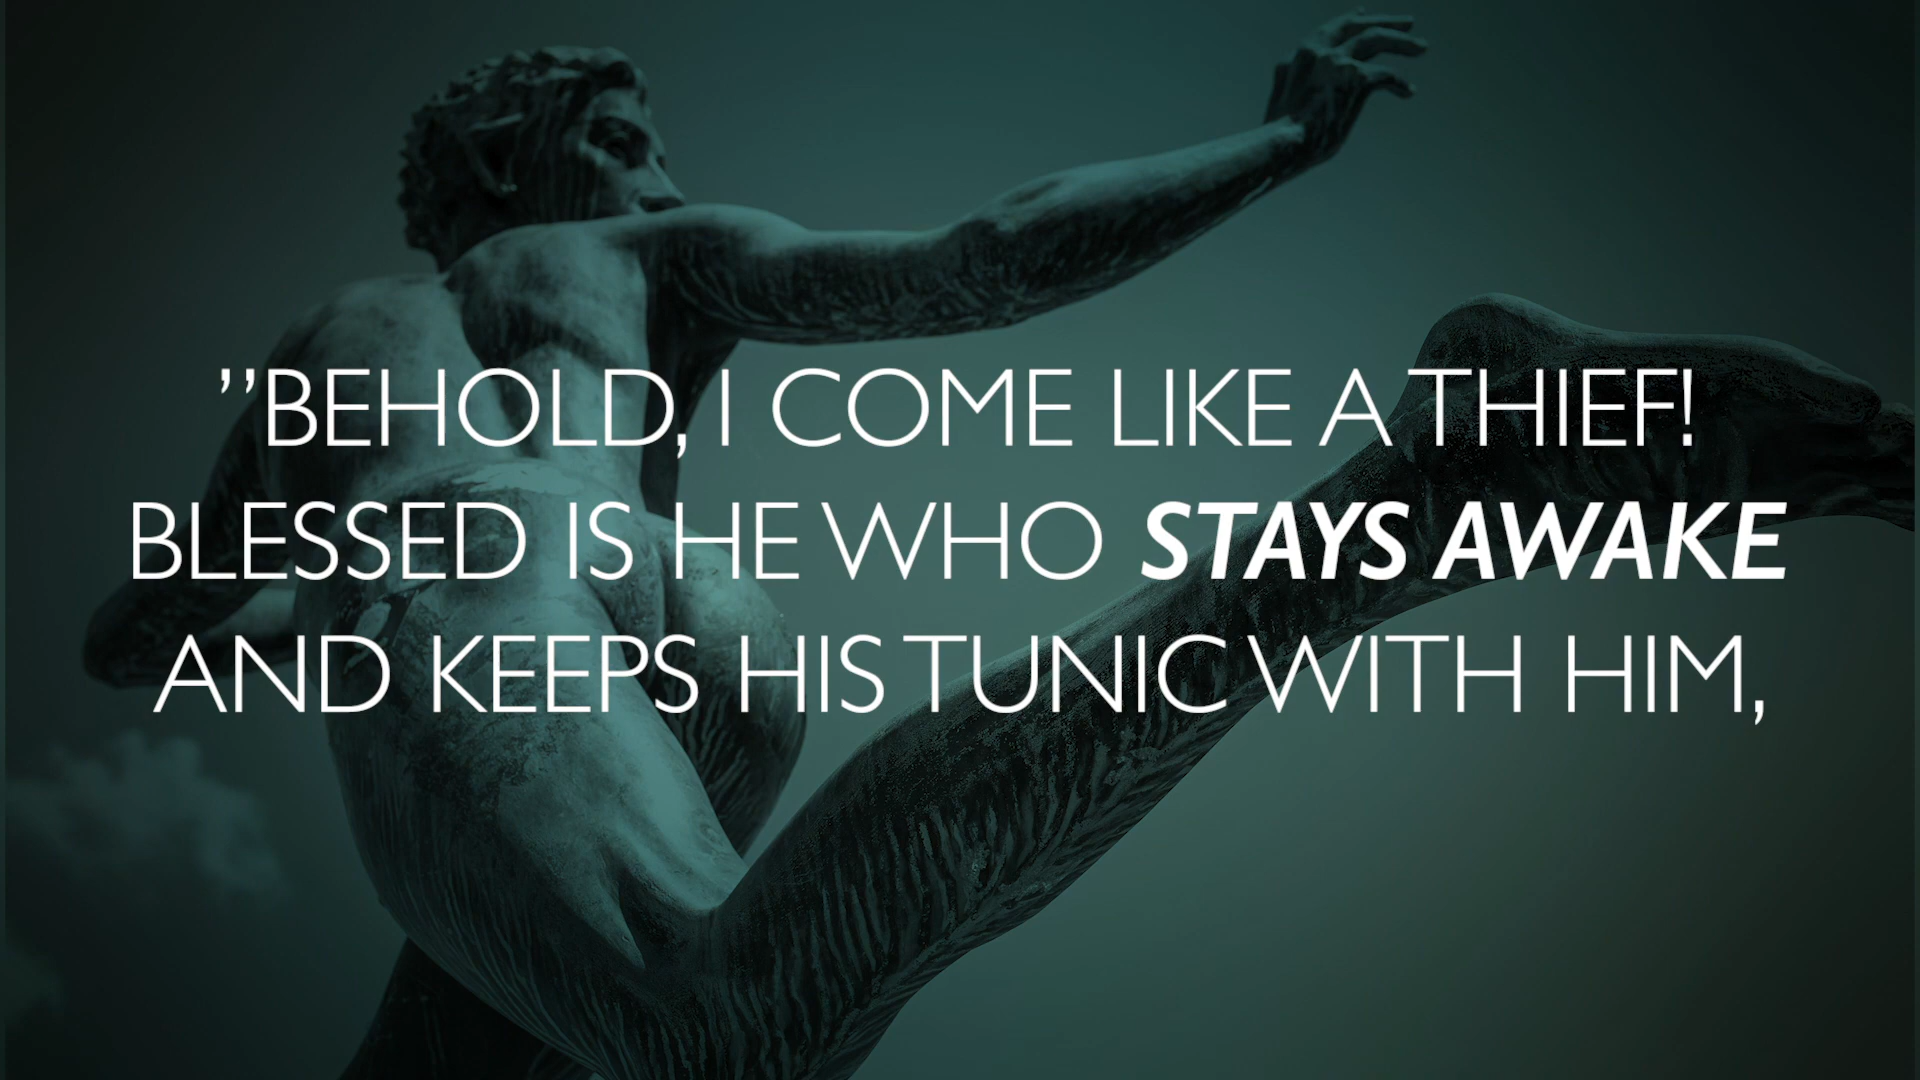 ”BEHOLD, I COME LIKE A THIEF!
BLESSED IS HE WHO STAYS AWAKE
AND KEEPS HIS TUNIC WITH HIM,